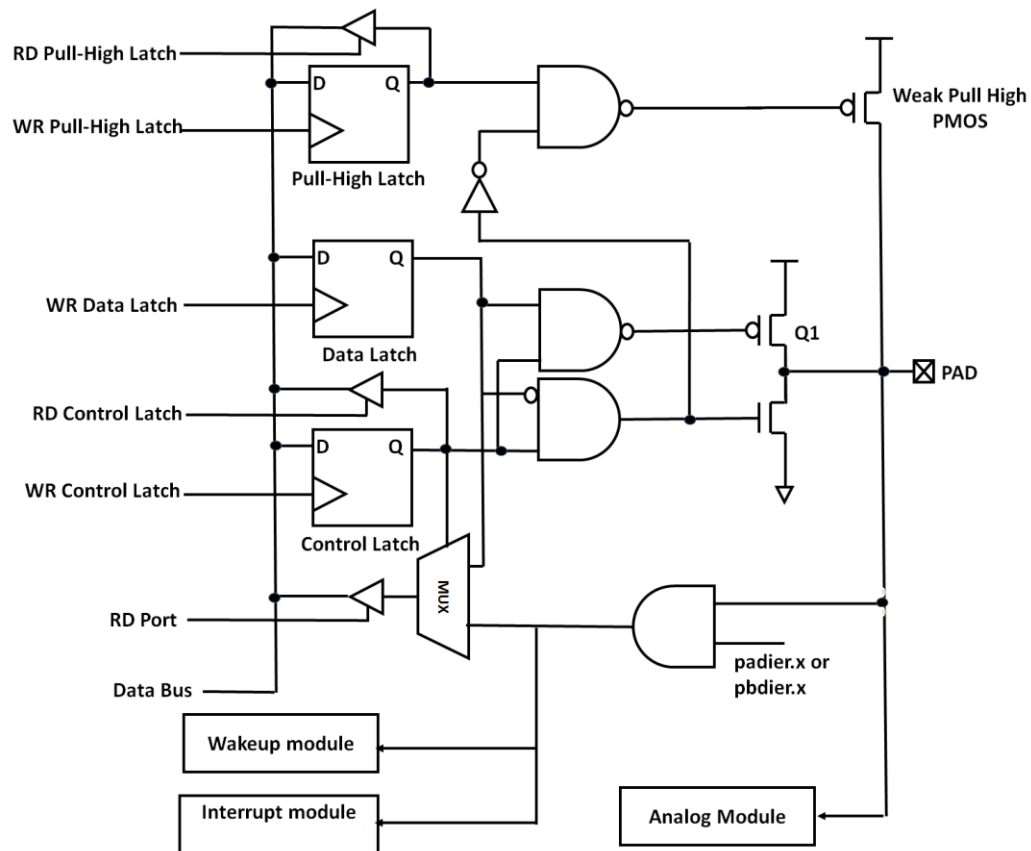 RD Pull-High Latch
D Q
WR Pull-High Latch
Pull-High Latch
Weak Pull High
PMOS
D Q
WR Data Latch
Data Latch
Q1
PAD
RD Control Latch
D Q
WR Control Latch
Control Latch
MUX
RD Port
padier.x or
pbdier.x
Data Bus
Wakeup module
Interrupt module
Analog Module